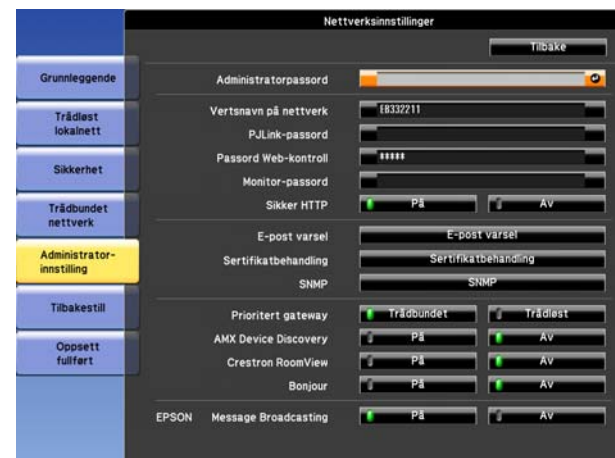 Nettverksinnstillinger
Tilbake
Grunnleggende
Trådløst
lokalnett
Sikkerhet
Trådbundet
nettverk
Administrator-
innstilling
Tilbakestill
Oppsett
fullført
Administratorpassord
Vertsnavn på nettverk EB332211
PJLink-passord
Passord Web-kontroll *****
Monitor-passord
Sikker HTTP På Av
E-post varsel E-post varsel
Sertifikatbehandling Sertifikatbehandling
SNMP SNMP
Prioritert gateway Trådbundet Trådløst
AMX Device Discovery På Av
Crestron RoomView På Av
Bonjour På Av
EPSON Message Broadcasting På Av